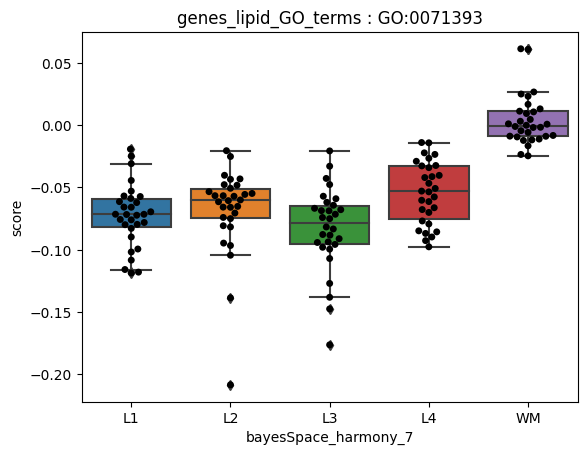 genes_lipid_GO_terms : GO:0071393
0.05
0.00
−0.05
−0.10
−0.15
−0.20
score
L1 L2 L3 L4 WM
bayesSpace_harmony_7